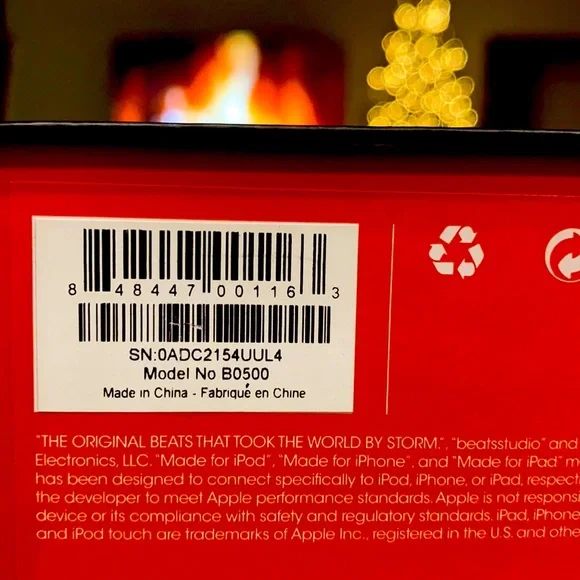 8 48447 00116 3
SN:0ADC2154UUL4
Model No B0500
Made in China - Fabriqué en Chine
"THE ORIGINAL BEATS THAT TOOK THE WORLD BY STORM.", "beatsstudio" and
Electronics, LLC. "Made for iPod", "Made for iPhone", and "Made for iPad" m
has been designed to connect specifically to iPod, iPhone, or iPad, respecti
the developer to meet Apple performance standards. Apple is not respons
device or its compliance with safety and regulatory standards. iPad, iPhone
and iPod touch are trademarks of Apple Inc., registered in the U.S. and othe